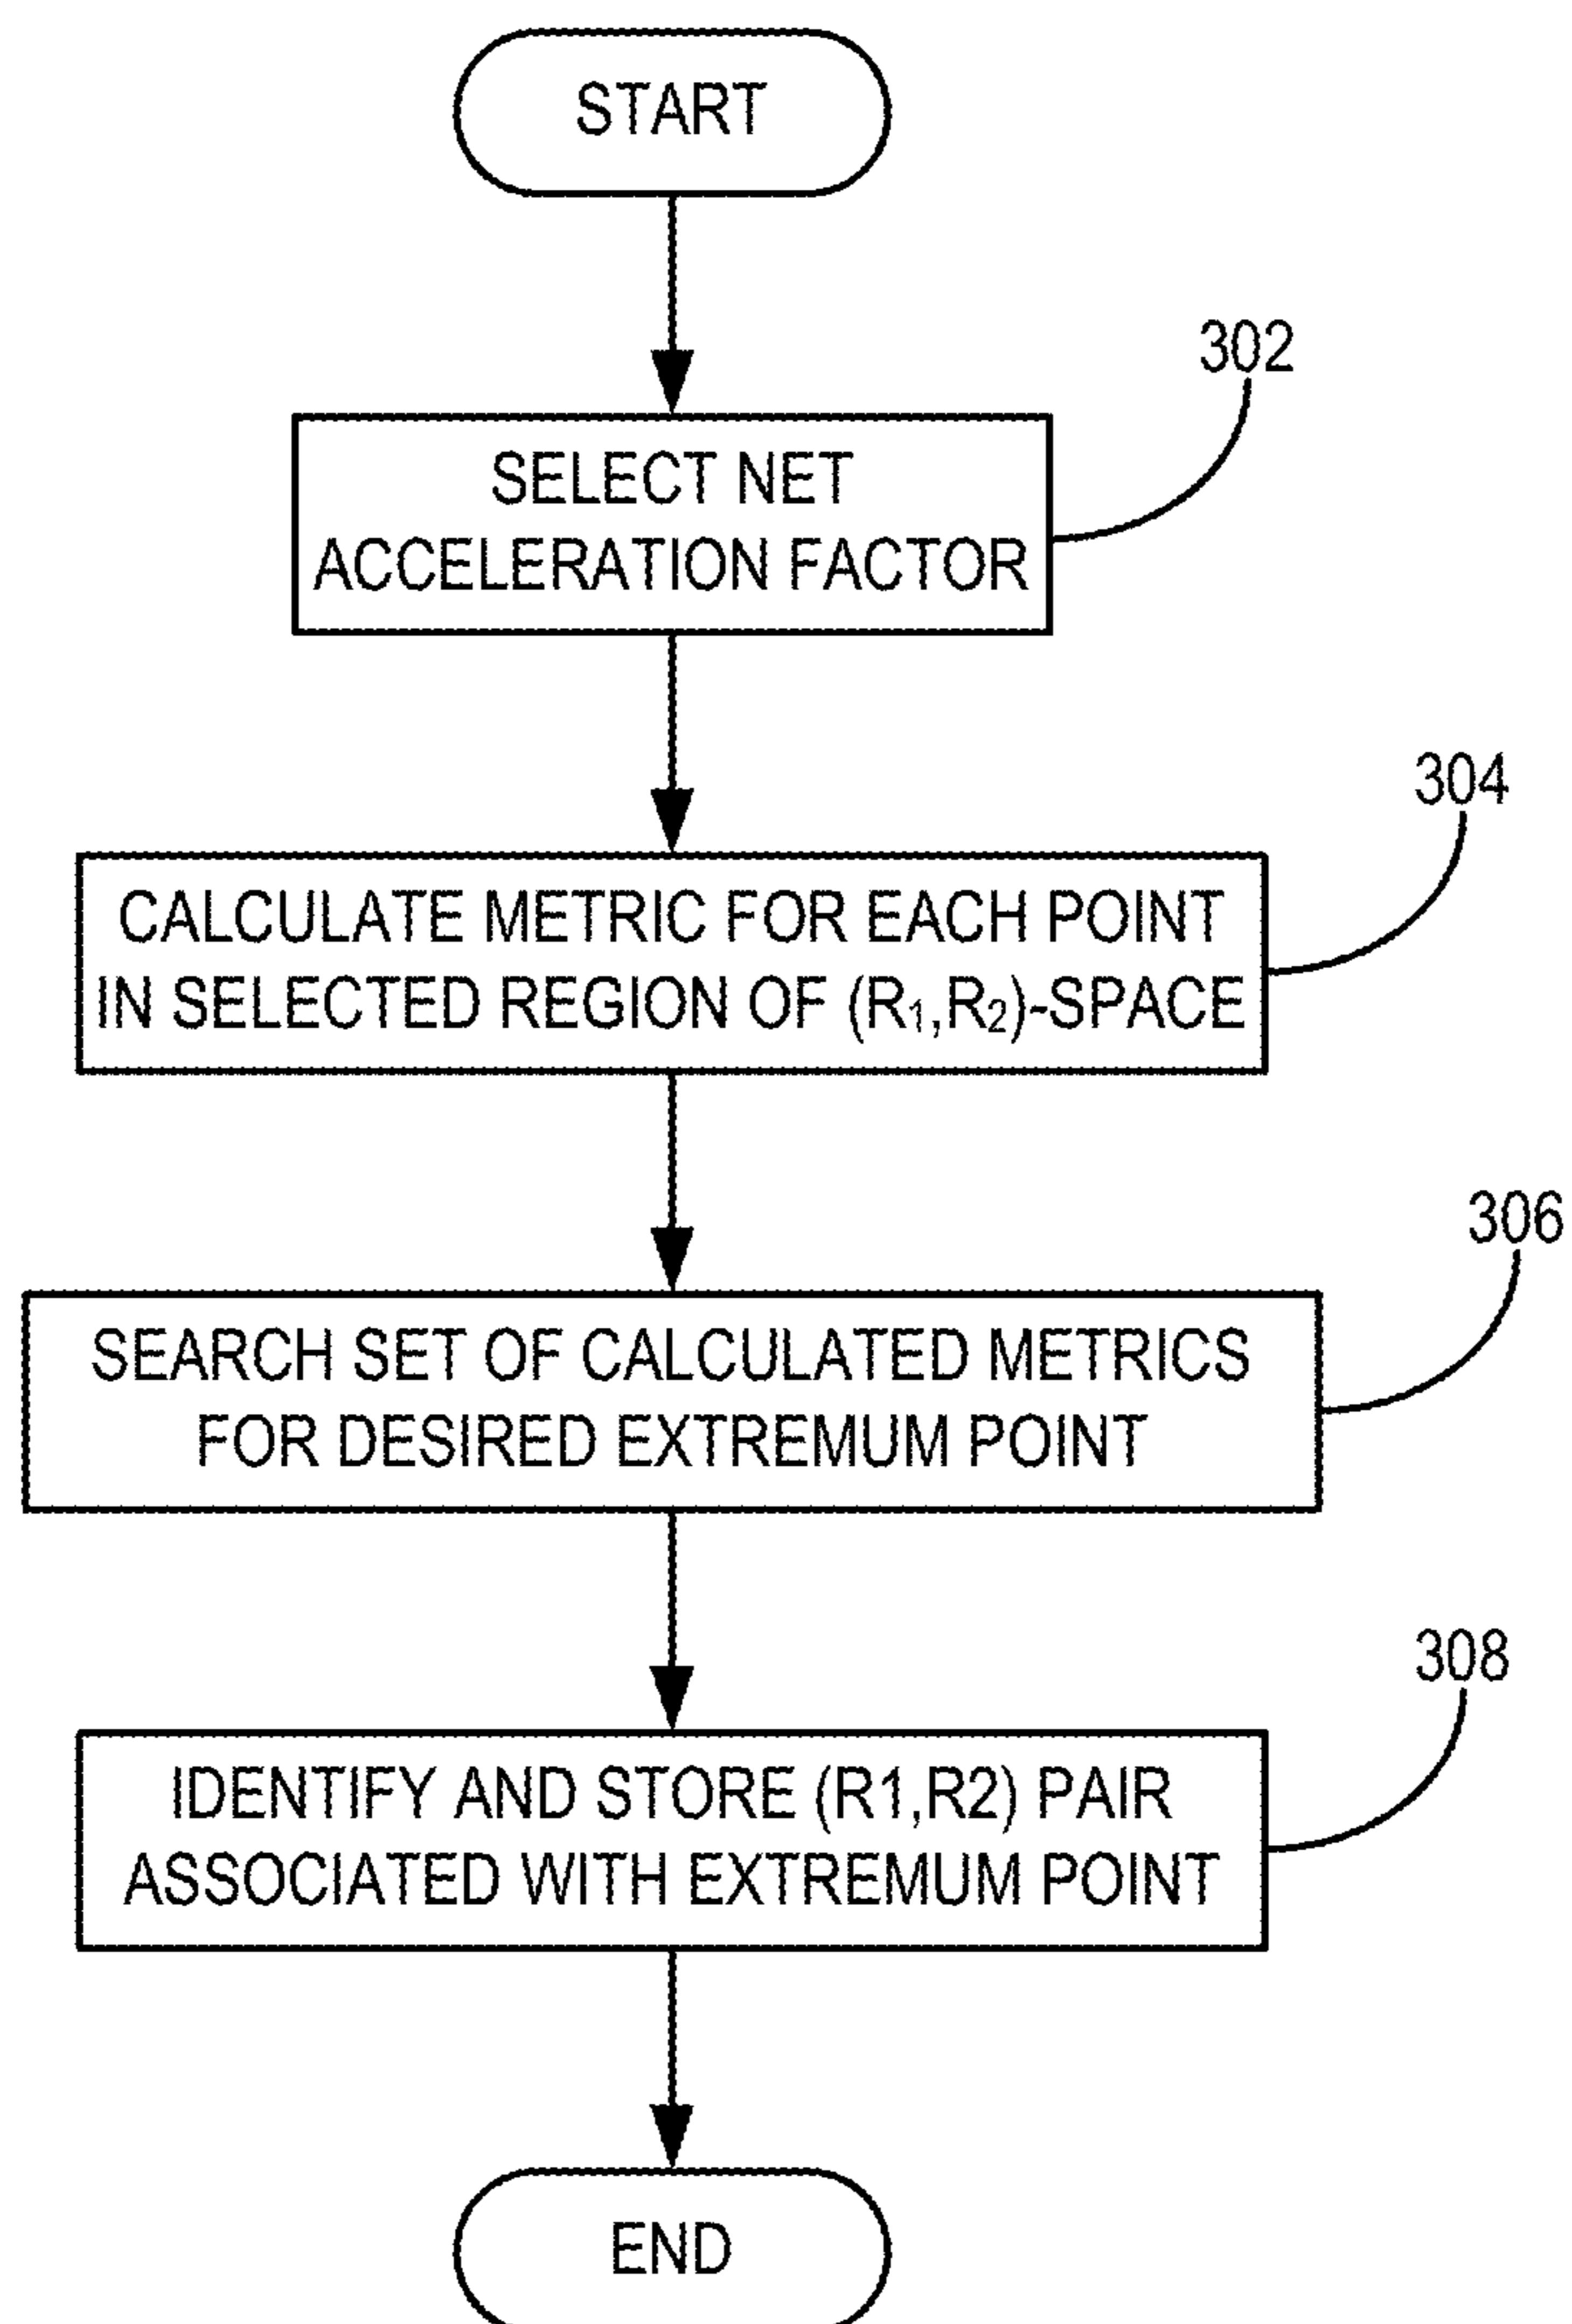 START
302
SELECT NET
ACCELERATION FACTOR
304
CALCULATE METRIC FOR EACH POINT
IN SELECTED REGION OF (R₁,R₂)-SPACE
306
SEARCH SET OF CALCULATED METRICS
FOR DESIRED EXTREMUM POINT
308
IDENTIFY AND STORE (R1,R2) PAIR
ASSOCIATED WITH EXTREMUM POINT
END